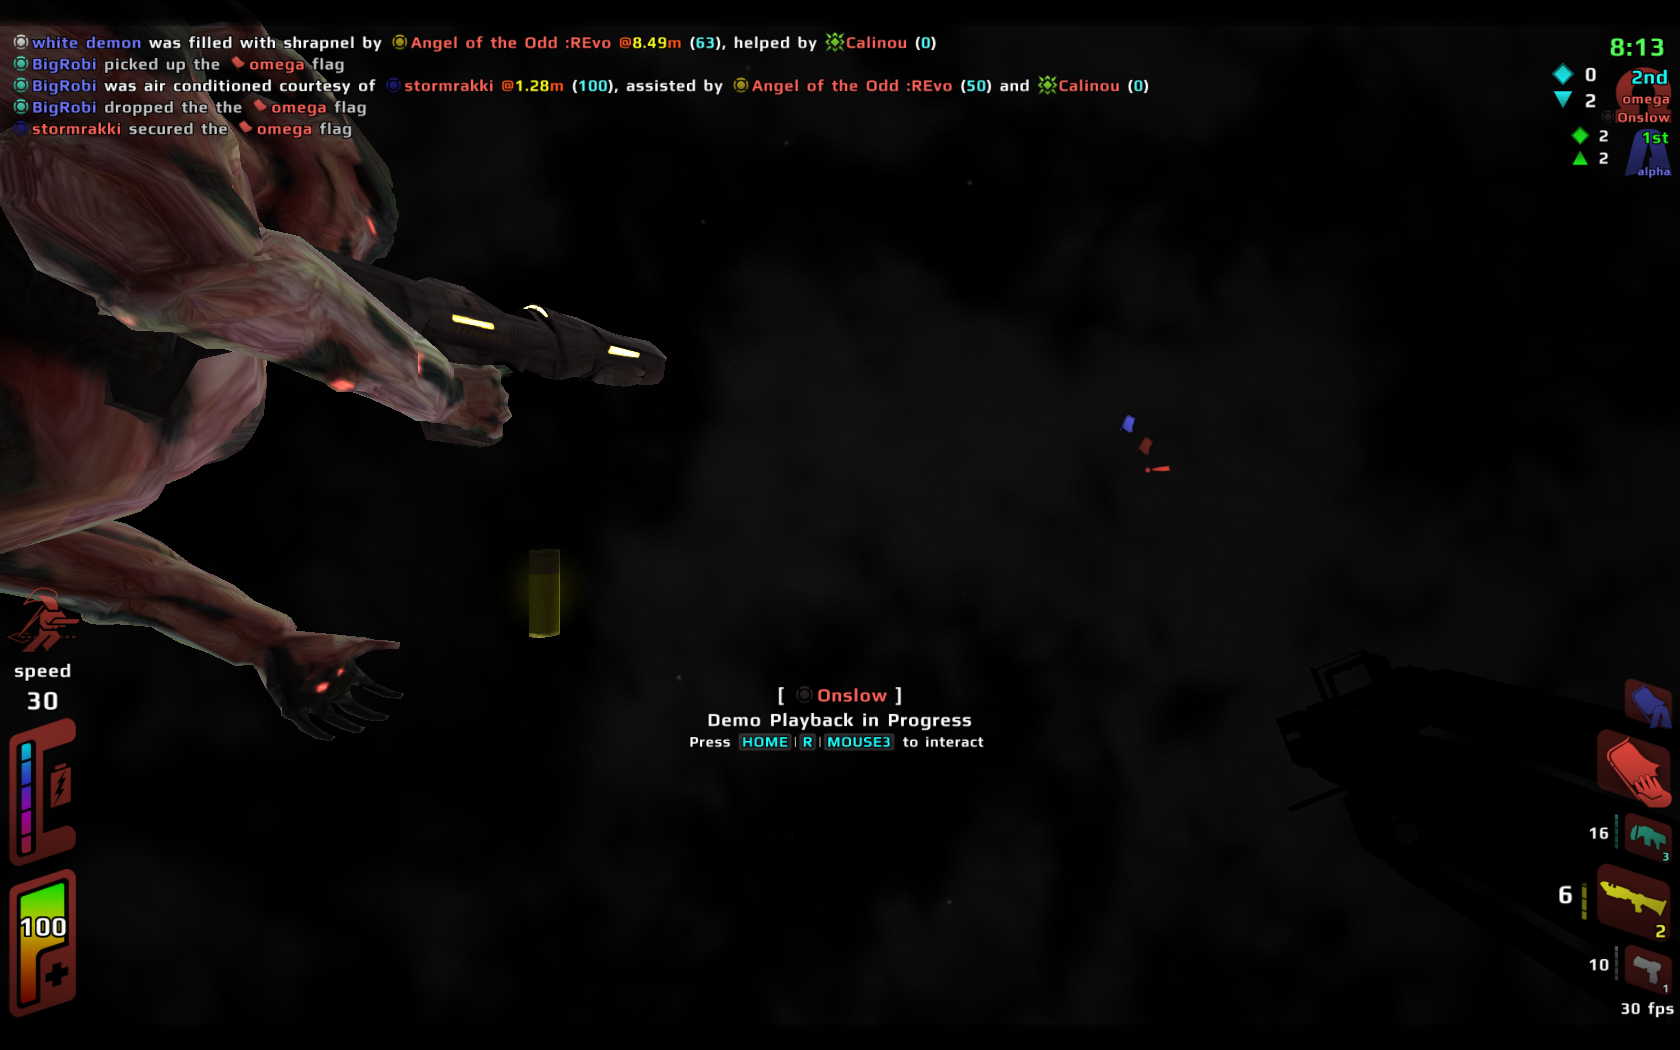 white demon was filled with shrapnel by Angel of the Odd :REvo @8.49m (63), helped by Calinou (0)
BigRobi picked up the omega flag
BigRobi was air conditioned courtesy of stormrakki @1.28m (100), assisted by Angel of the Odd :REvo (50) and Calinou (0)
BigRobi dropped the the omega flag
stormrakki secured the omega flag
8:13
0 2nd
2 omega
Onslow
2 1st
2
alpha
speed
30
100
[ Onslow ]
Demo Playback in Progress
Press HOME | R | MOUSE3 to interact
16
3
6
2
10
1
30 fps